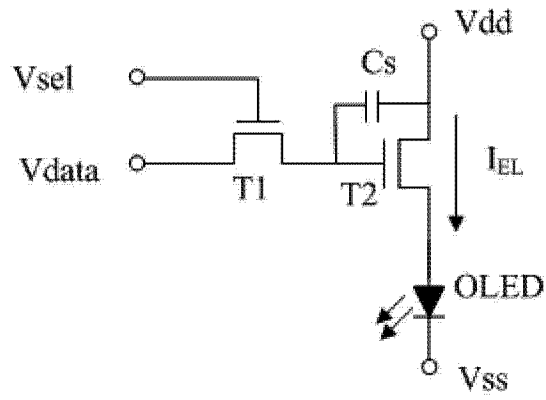 Vdd
Cs
Vsel
Vdata
T1
T2
I_EL
OLED
Vss